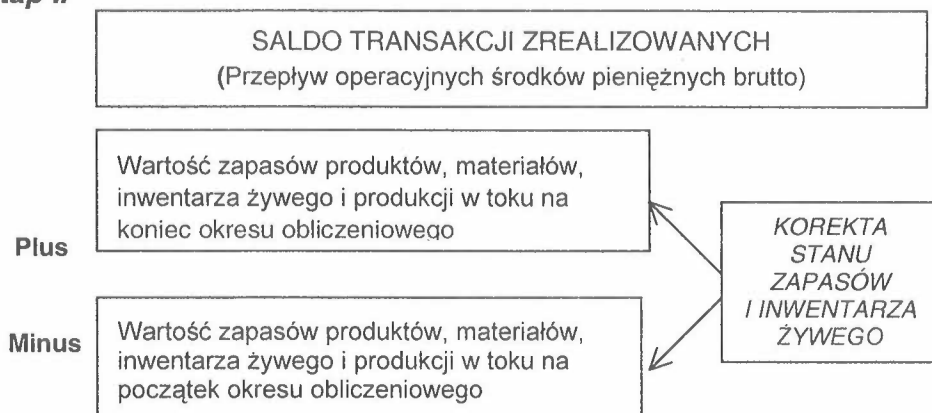 SALDO TRANSAKCJI ZREALIZOWANYCH
(Przepływ operacyjnych środków pieniężnych brutto)
Wartość zapasów produktów, materiałów,
inwentarza żywego i produkcji w toku na
koniec okresu obliczeniowego
Plus
KOREKTA
STANU
ZAPASÓW
I INWENTARZA
ŻYWEGO
Minus
Wartość zapasów produktów, materiałów,
inwentarza żywego i produkcji w toku na
początek okresu obliczeniowego